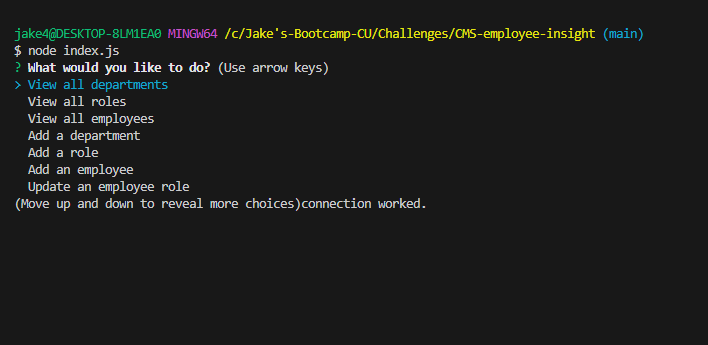 jake4@DESKTOP-8LM1EA0 MINGW64 /c/Jake's-Bootcamp-CU/Challenges/CMS-employee-insight (main)
$ node index.js
? What would you like to do? (Use arrow keys)
> View all departments
View all roles
View all employees
Add a department
Add a role
Add an employee
Update an employee role
(Move up and down to reveal more choices)connection worked.